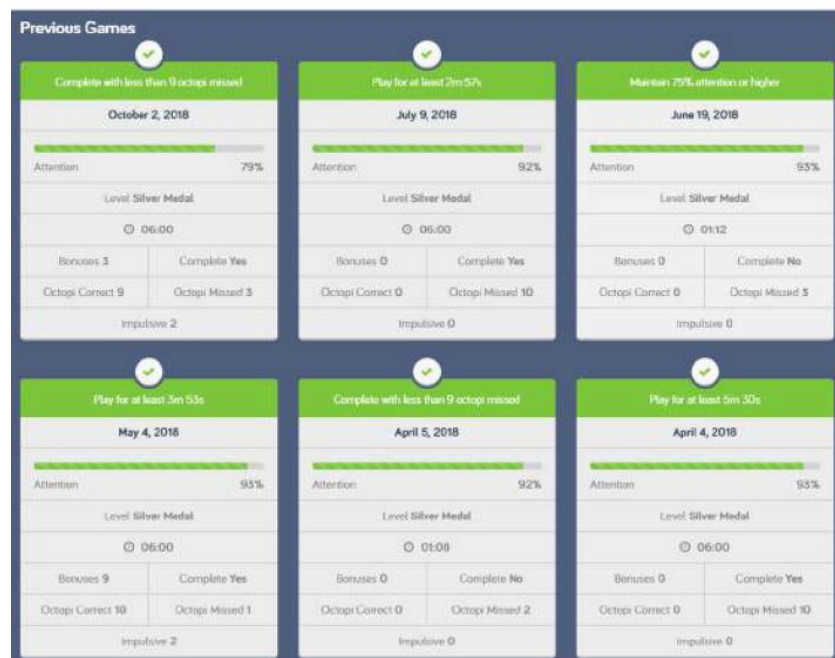 Previous Games
Complete with less than 9 octopi missed
October 2, 2018
Attention 79%
Level Silver Medal
06:00
Bonuses 3 Complete Yes
Octopi Correct 9 Octopi Missed 3
Impulsive 2
Play for at least 2m 57s
July 9, 2018
Attention 92%
Level Silver Medal
06:00
Bonuses 0 Complete Yes
Octopi Correct 0 Octopi Missed 10
Impulsive 0
Maintain 75% attention or higher
June 19, 2018
Attention 93%
Level Silver Medal
01:12
Bonuses 0 Complete No
Octopi Correct 0 Octopi Missed 3
Impulsive 0
Play for at least 3m 53s
May 4, 2018
Attention 93%
Level Silver Medal
06:00
Bonuses 9 Complete Yes
Octopi Correct 10 Octopi Missed 1
Impulsive 2
Complete with less than 9 octopi missed
April 5, 2018
Attention 92%
Level Silver Medal
01:08
Bonuses 0 Complete No
Octopi Correct 0 Octopi Missed 2
Impulsive 0
Play for at least 5m 30s
April 4, 2018
Attention 93%
Level Silver Medal
06:00
Bonuses 0 Complete Yes
Octopi Correct 0 Octopi Missed 10
Impulsive 0